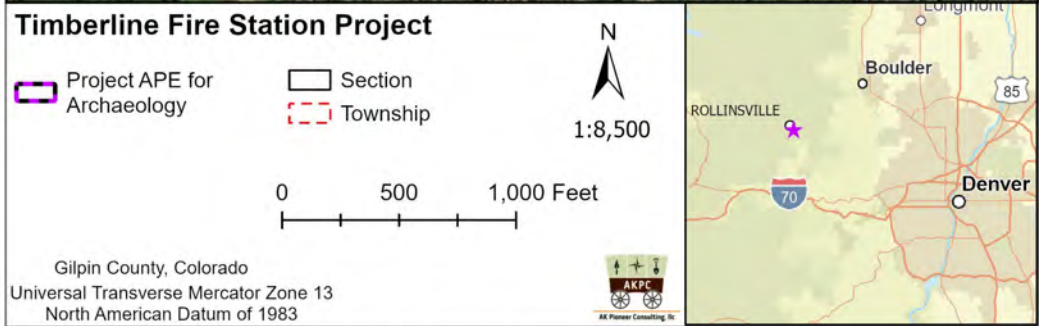 Timberline Fire Station Project
Project APE for
Archaeology
Section
Township
N
1:8,500
0 500 1,000 Feet
Gilpin County, Colorado
Universal Transverse Mercator Zone 13
North American Datum of 1983
AKPC
AK Pioneer Consulting, llc
Longmont
Boulder
85
ROLLINSVILLE
70
Denver